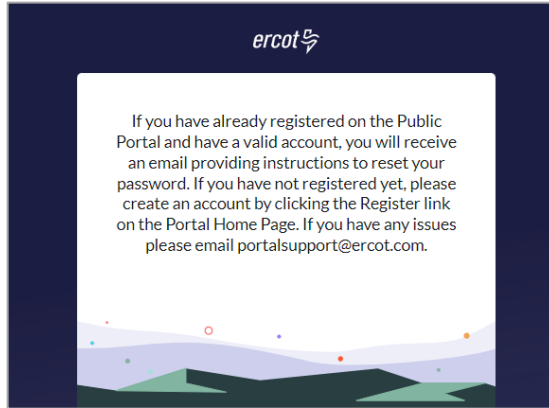 ercot
If you have already registered on the Public
Portal and have a valid account, you will receive
an email providing instructions to reset your
password. If you have not registered yet, please
create an account by clicking the Register link
on the Portal Home Page. If you have any issues
please email portalsupport@ercot.com.